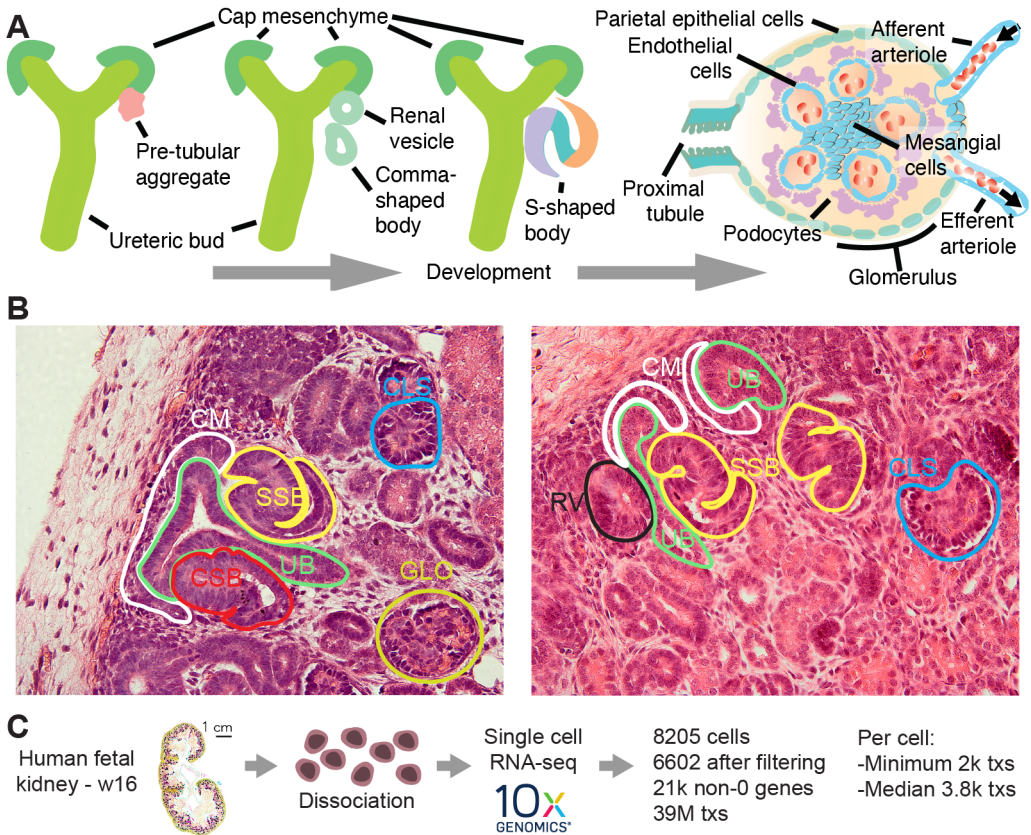 A
Cap mesenchyme
Pre-tubular
aggregate
Renal
vesicle
Comma-
shaped
body
S-shaped
body
Ureteric bud
Development
Parietal epithelial cells
Endothelial
cells
Afferent
arteriole
Mesangial
cells
Proximal
tubule
Podocytes
Efferent
arteriole
Glomerulus
B
CM
CLS
SSB
UB
CSB
GLO
CM
UB
SSB
CLS
RV
UB
C
Human fetal
kidney - w16
1 cm
Dissociation
Single cell
RNA-seq
10x
GENOMICS®
8205 cells
6602 after filtering
21k non-0 genes
39M txs
Per cell:
-Minimum 2k txs
-Median 3.8k txs